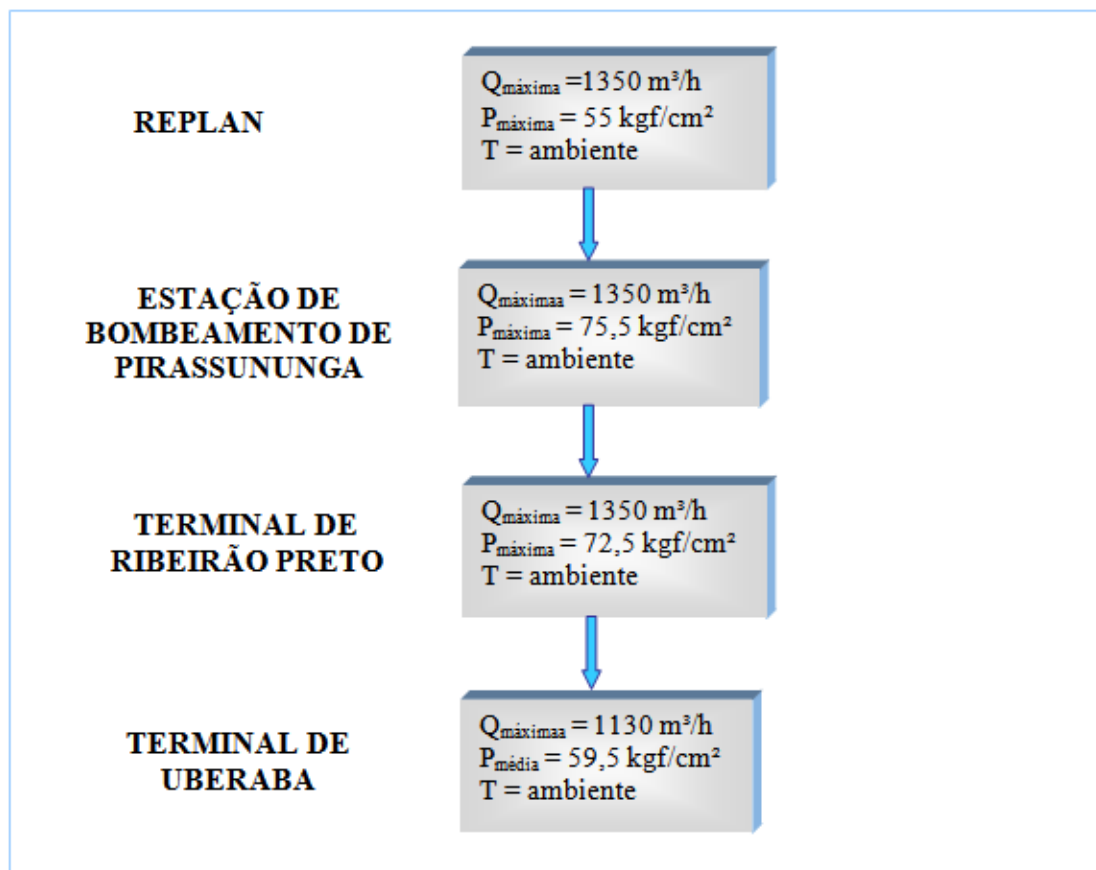 REPLAN
Qmáxima =1350 m³/h
Pmáxima = 55 kgf/cm²
T = ambiente
ESTAÇÃO DE
BOMBEAMENTO DE
PIRASSUNUNGA
Qmáximaa = 1350 m³/h
Pmáxima = 75,5 kgf/cm²
T = ambiente
TERMINAL DE
RIBEIRÃO PRETO
Qmáxima = 1350 m³/h
Pmáxima = 72,5 kgf/cm²
T = ambiente
TERMINAL DE
UBERABA
Qmáximaa = 1130 m³/h
Pmédia = 59,5 kgf/cm²
T = ambiente